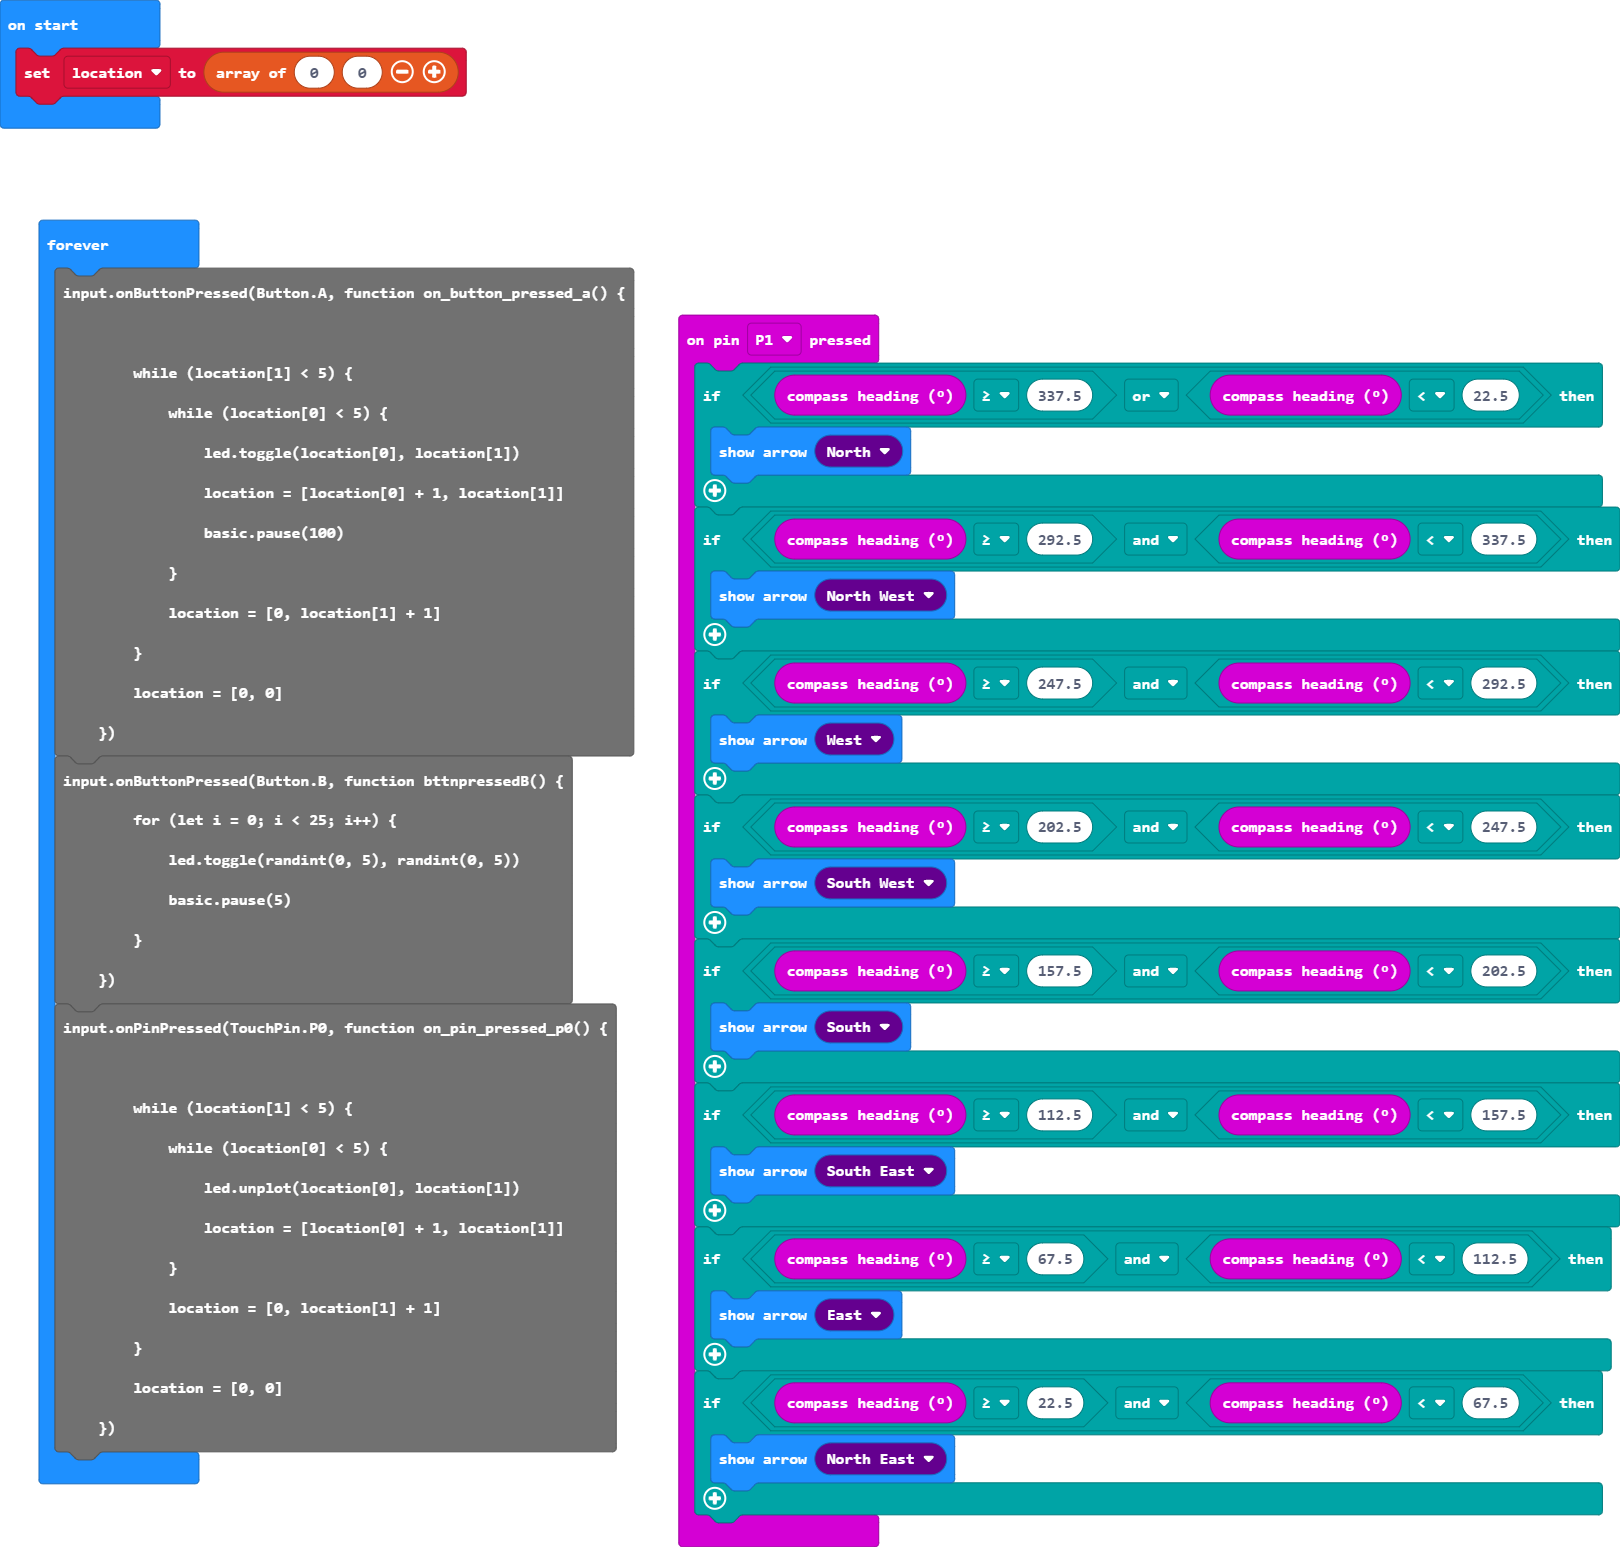 on start
set location to array of 0 0
forever
input.onButtonPressed(Button.A, function on_button_pressed_a() {
while (location[1] < 5) {
while (location[0] < 5) {
led.toggle(location[0], location[1])
location = [location[0] + 1, location[1]]
basic.pause(100)
}
location = [0, location[1] + 1]
}
location = [0, 0]
})
input.onButtonPressed(Button.B, function bttnpressedB() {
for (let i = 0; i < 25; i++) {
led.toggle(randint(0, 5), randint(0, 5))
basic.pause(5)
}
})
input.onPinPressed(TouchPin.P0, function on_pin_pressed_p0() {
while (location[1] < 5) {
while (location[0] < 5) {
led.unplot(location[0], location[1])
location = [location[0] + 1, location[1]]
}
location = [0, location[1] + 1]
}
location = [0, 0]
})
on pin P1 pressed
if compass heading (º) ≥ 337.5 or compass heading (º) < 22.5 then
show arrow North
if compass heading (º) ≥ 292.5 and compass heading (º) < 337.5 then
show arrow North West
if compass heading (º) ≥ 247.5 and compass heading (º) < 292.5 then
show arrow West
if compass heading (º) ≥ 202.5 and compass heading (º) < 247.5 then
show arrow South West
if compass heading (º) ≥ 157.5 and compass heading (º) < 202.5 then
show arrow South
if compass heading (º) ≥ 112.5 and compass heading (º) < 157.5 then
show arrow South East
if compass heading (º) ≥ 67.5 and compass heading (º) < 112.5 then
show arrow East
if compass heading (º) ≥ 22.5 and compass heading (º) < 67.5 then
show arrow North East